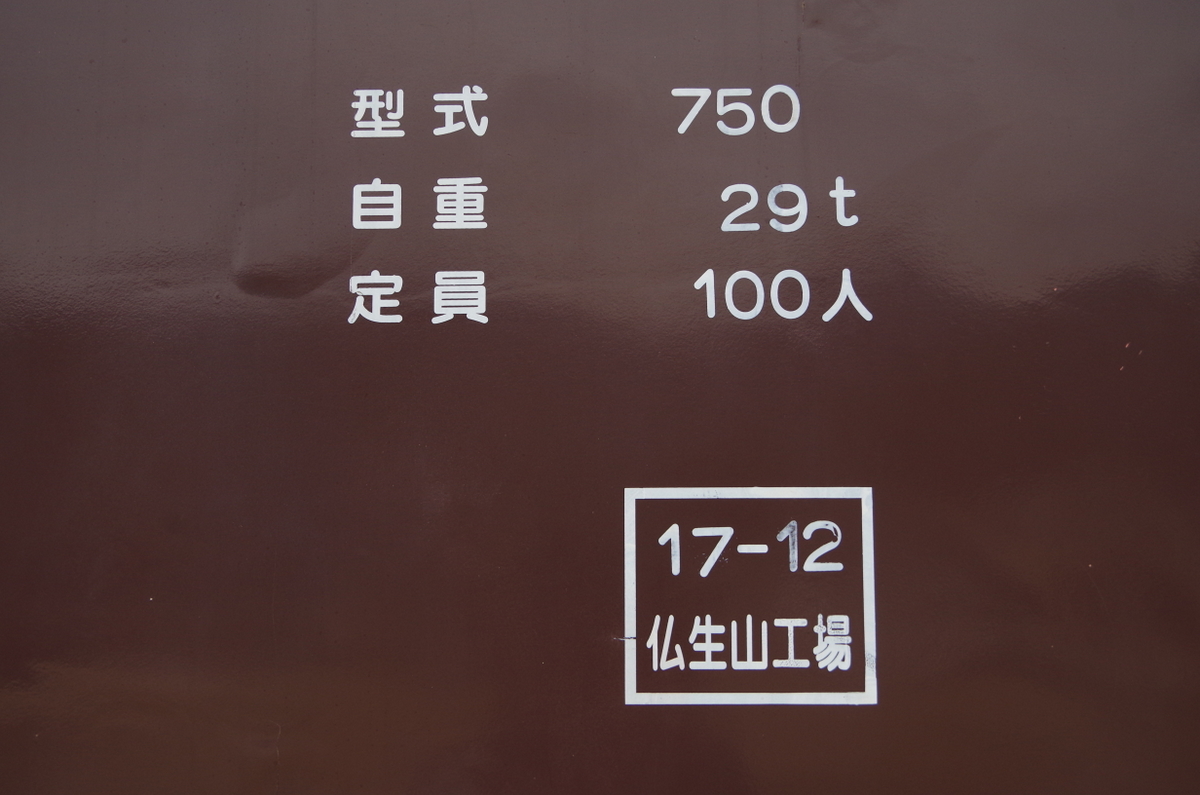 型式 750
自重 29t
定員 100人
17-12
仏生山工場